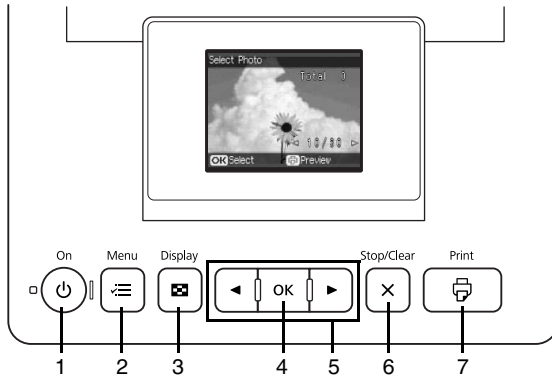 Select Photo
Total 0
10/80
OK Select Preview
On Menu Display Stop/Clear Print
OK
1 2 3 4 5 6 7